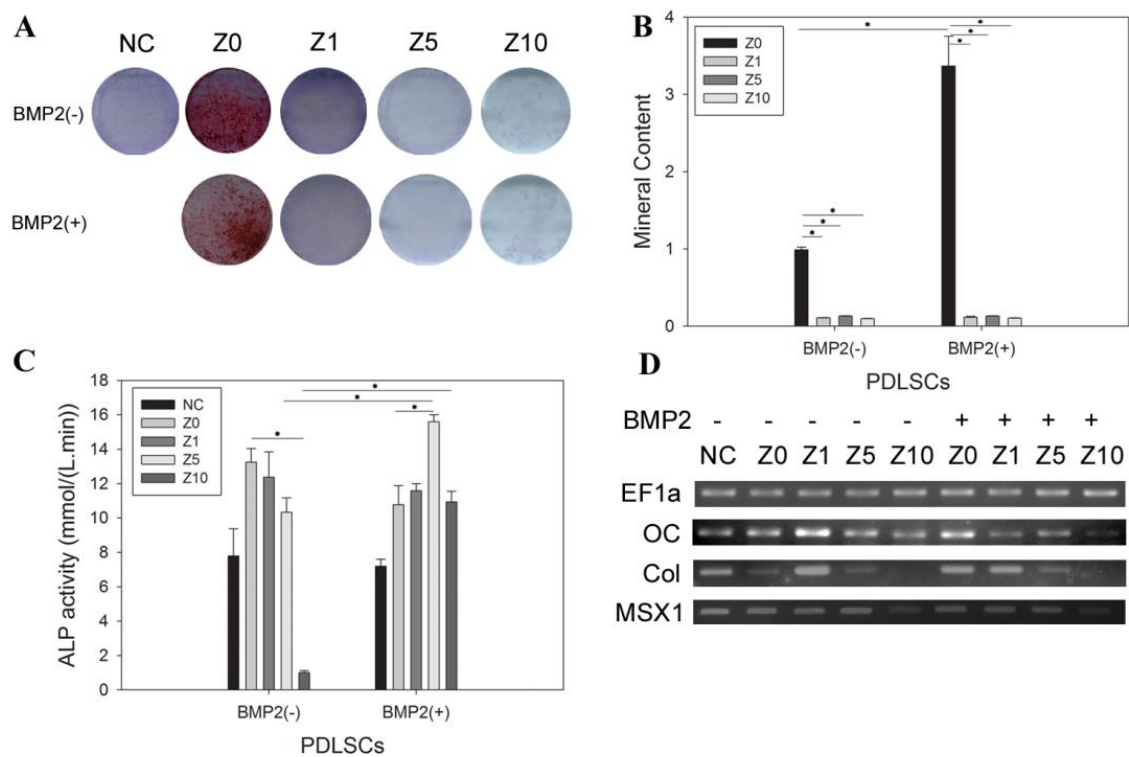 A
NC Z0 Z1 Z5 Z10
BMP2(-)
BMP2(+)
B
Mineral Content
4
3
2
1
0
Z0
Z1
Z5
Z10
*
*
*
*
*
*
*
BMP2(-) BMP2(+)
PDLSCs
C
ALP activity (mmol/(L.min))
18
16
14
12
10
8
6
4
2
0
NC
Z0
Z1
Z5
Z10
*
*
*
*
BMP2(-) BMP2(+)
PDLSCs
D
BMP2 - - - - - + + + +
NC Z0 Z1 Z5 Z10 Z0 Z1 Z5 Z10
EF1a
OC
Col
MSX1